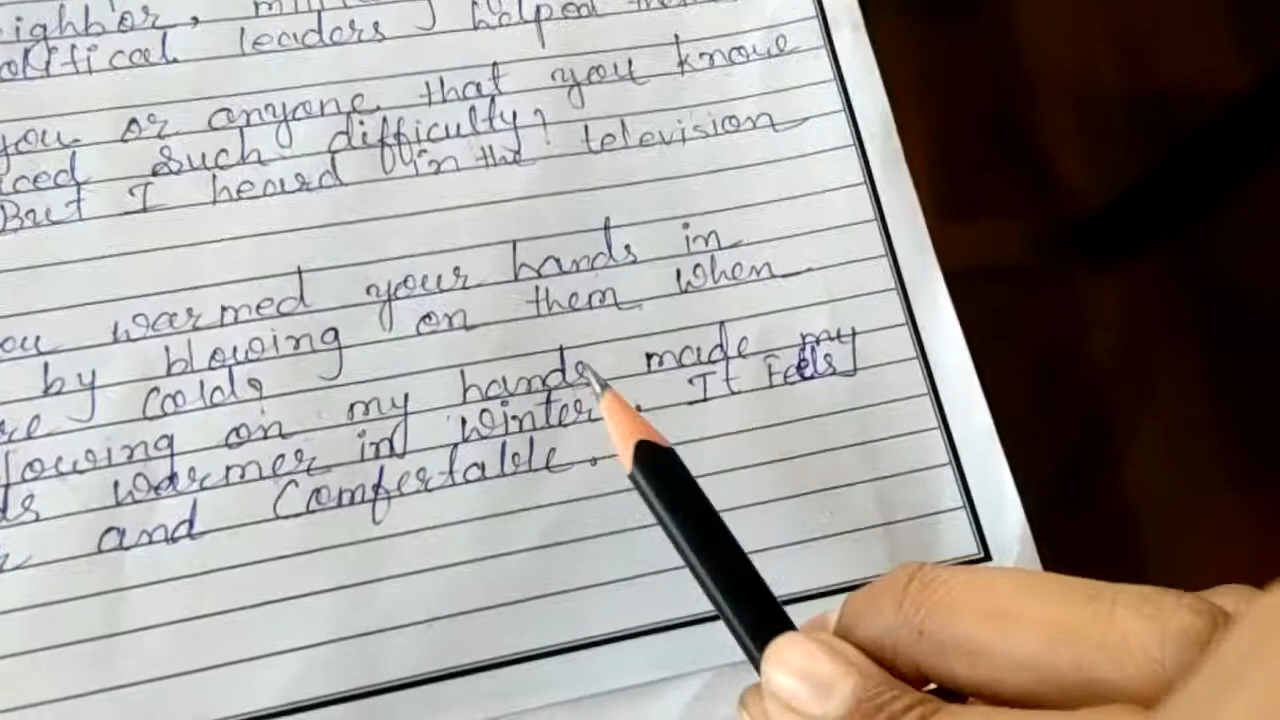 ighbor,
olitical leaders helped
you or anyone that you know
iced such difficulty?
But I heard in the television
ou warmed your hands in
by blowing on them when
re cold?
lowing on my hands made my
ds warmer in winter. It Feels
and Comfertable.